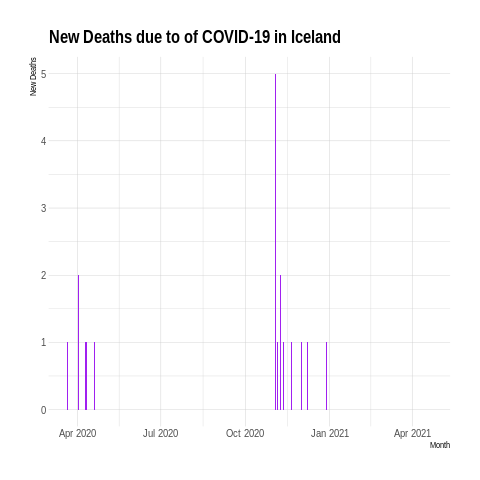 New Deaths due to of COVID-19 in Iceland
New Deaths
5
4
3
2
1
0
Apr 2020 Jul 2020 Oct 2020 Jan 2021 Apr 2021
Month